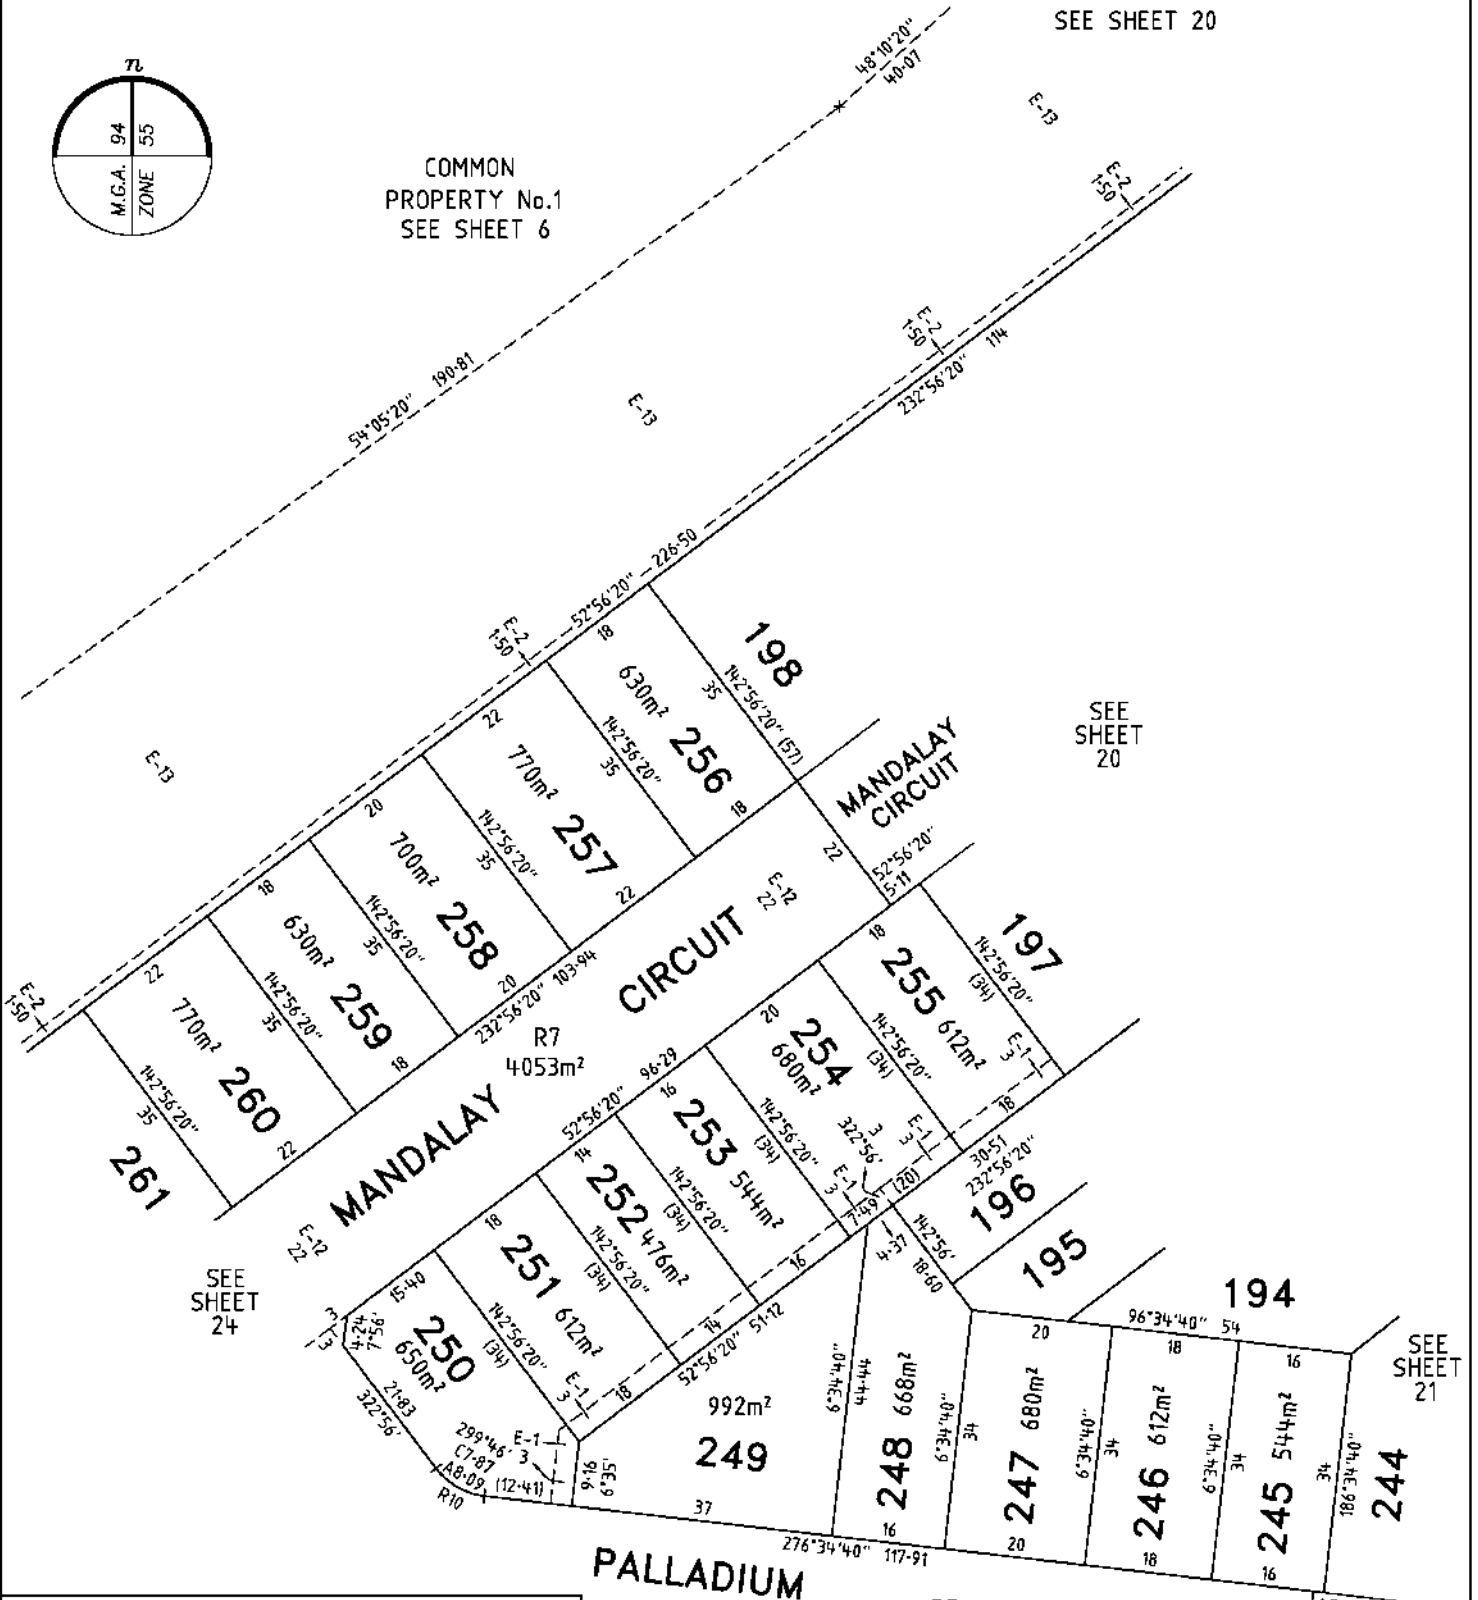 SEE SHEET 20
n
M.G.A. 94
ZONE 55
COMMON
PROPERTY No.1
SEE SHEET 6
48°10'20"
40·07
E-13
E-2
1·50
54°05'20" 190·81
E-13
E-2
1·50
232°56'20" 114
52°56'20" 226·50
E-2
1·50
E-13
E-2
1·50
198
142°56'20" (57)
35
18
630m²
256
18
142°56'20"
35
22
770m²
257
22
142°56'20"
35
20
700m²
258
20
142°56'20"
35
18
630m²
259
18
142°56'20"
35
22
770m²
260
22
142°56'20"
35
261
SEE
SHEET
20
MANDALAY
CIRCUIT
22
52°56'20"
5·11
E-12
22
232°56'20" 103·94
MANDALAY CIRCUIT
R7
4053m²
52°56'20" 96·29
E-12
22
SEE
SHEET
24
197
142°56'20"
(34)
18
255
612m²
E-1
3
18
142°56'20"
(34)
20
254
680m²
3
322°56'
E-1
3
(20)
30·51
232°56'20"
142°56'20"
(34)
16
253
544m²
E-1
3
7·49
16
142°56'20"
(34)
14
252
476m²
14
142°56'20"
(34)
18
251
612m²
E-1
3
18
52°56'20" 51·12
142°56'20"
(34)
15·40
250
650m²
3
3
4·24
7°56'
21·83
322°56'
299°46'
C7·87
A8·09
R10
E-1
3
(12·41)
9·16
6°35'
196
195
194
4·37
142°56'
18·60
96°34'40" 54
SEE
SHEET
21
992m²
249
37
6°34'40"
44·44
248 668m²
16
6°34'40"
34
20
247 680m²
20
6°34'40"
34
18
246 612m²
18
6°34'40"
34
16
245 544m²
16
34
186°34'40"
244
276°34'40" 117·91
PALLADIUM